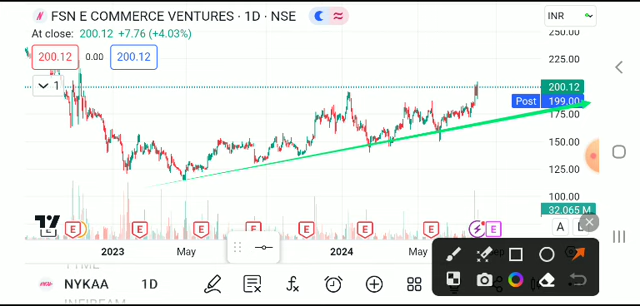 FSN E COMMERCE VENTURES · 1D · NSE
INR
At close: 200.12 +7.76 (+4.03%)
200.12 0.00 200.12
1
250.00
225.00
200.12
Post 199.00
175.00
150.00
125.00
100.00
32.065 M
E E E E E E E E
A
2023 May 2024 May Sep
NYKAA 1D